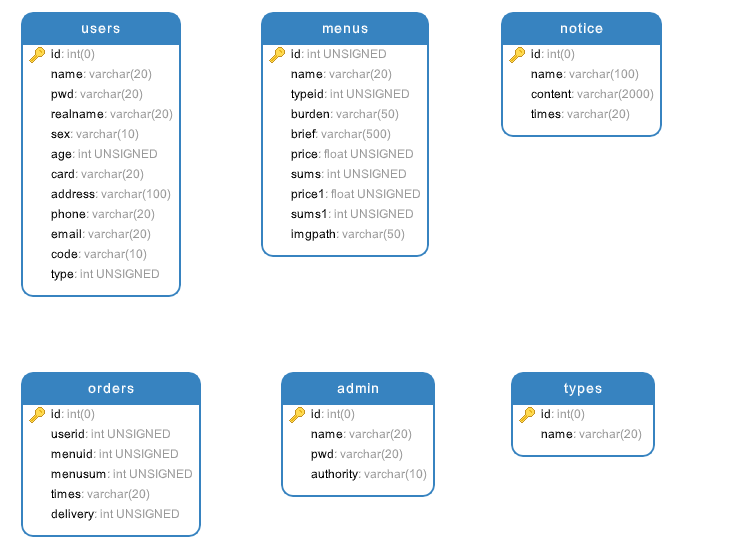 users
id: int(0)
name: varchar(20)
pwd: varchar(20)
realname: varchar(20)
sex: varchar(10)
age: int UNSIGNED
card: varchar(20)
address: varchar(100)
phone: varchar(20)
email: varchar(20)
code: varchar(10)
type: int UNSIGNED
menus
id: int UNSIGNED
name: varchar(20)
typeid: int UNSIGNED
burden: varchar(50)
brief: varchar(500)
price: float UNSIGNED
sums: int UNSIGNED
price1: float UNSIGNED
sums1: int UNSIGNED
imgpath: varchar(50)
notice
id: int(0)
name: varchar(100)
content: varchar(2000)
times: varchar(20)
orders
id: int(0)
userid: int UNSIGNED
menuid: int UNSIGNED
menusum: int UNSIGNED
times: varchar(20)
delivery: int UNSIGNED
admin
id: int(0)
name: varchar(20)
pwd: varchar(20)
authority: varchar(10)
types
id: int(0)
name: varchar(20)